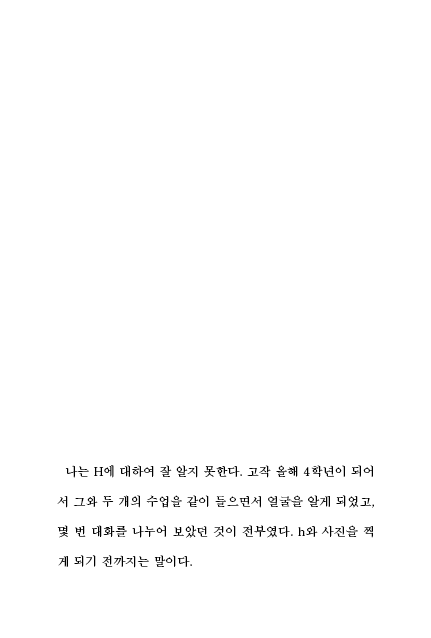 나는 H에 대하여 잘 알지 못한다. 고작 올해 4학년이 되어
서 그와 두 개의 수업을 같이 들으면서 얼굴을 알게 되었고,
몇 번 대화를 나누어 보았던 것이 전부였다. h와 사진을 찍
게 되기 전까지는 말이다.